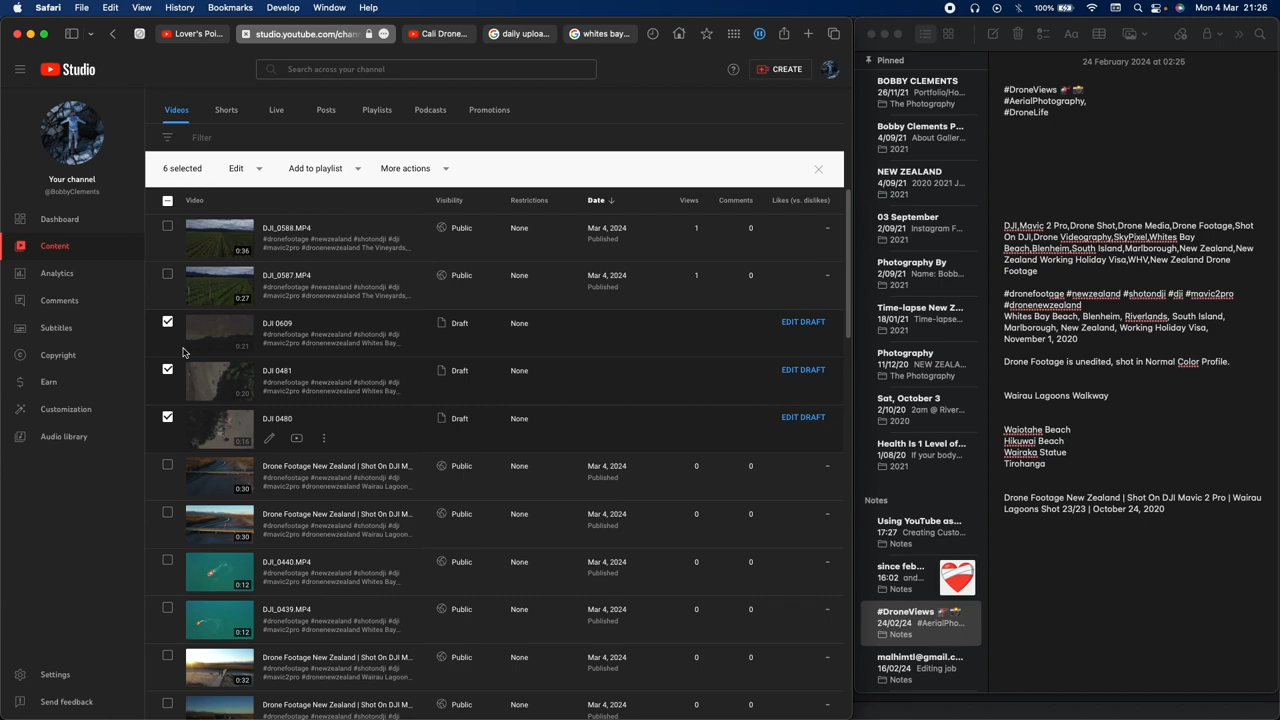 Safari File Edit View History Bookmarks Develop Window Help 100% Mon 4 Mar 21:26
Lover's Poi... studio.youtube.com/chann Cali Drone... daily uploa... whites bay...
Studio Search across your channel CREATE
Your channel
@BobbyClements
Dashboard
Content
Analytics
Comments
Subtitles
Copyright
Earn
Customization
Audio library
Settings
Send feedback
Videos Shorts Live Posts Playlists Podcasts Promotions
Filter
6 selected Edit Add to playlist More actions
Video Visibility Restrictions Date Views Comments Likes (vs. dislikes)
DJI_0588.MP4 Public None Mar 4, 2024 1 0 –
#dronefootage #newzealand #shotondji #dji Published
#mavic2pro #dronenewzealand The Vineyards,...
0:36
DJI_0587.MP4 Public None Mar 4, 2024 1 0 –
#dronefootage #newzealand #shotondji #dji Published
#mavic2pro #dronenewzealand The Vineyards,...
0:27
DJI 0609 Draft None EDIT DRAFT
#dronefootage #newzealand #shotondji #dji
#mavic2pro #dronenewzealand Whites Bay...
0:21
DJI 0481 Draft None EDIT DRAFT
#dronefootage #newzealand #shotondji #dji
#mavic2pro #dronenewzealand Whites Bay...
0:20
DJI 0480 Draft None EDIT DRAFT
0:16
Drone Footage New Zealand | Shot On DJI M... Public None Mar 4, 2024 0 0 –
#dronefootage #newzealand #shotondji #dji Published
#mavic2pro #dronenewzealand Wairau Lagoon...
0:30
Drone Footage New Zealand | Shot On DJI M... Public None Mar 4, 2024 0 0 –
#dronefootage #newzealand #shotondji #dji Published
#mavic2pro #dronenewzealand Wairau Lagoon...
0:30
DJI_0440.MP4 Public None Mar 4, 2024 0 0 –
#dronefootage #newzealand #shotondji #dji Published
#mavic2pro #dronenewzealand Whites Bay...
0:12
DJI_0439.MP4 Public None Mar 4, 2024 0 0 –
#dronefootage #newzealand #shotondji #dji Published
#mavic2pro #dronenewzealand Whites Bay...
0:12
Drone Footage New Zealand | Shot On DJI M... Public None Mar 4, 2024 0 0 –
#dronefootage #newzealand #shotondji #dji Published
#mavic2pro #dronenewzealand Wairau Lagoon...
0:32
Drone Footage New Zealand | Shot On DJI M... Public None Mar 4, 2024 0 0 –
Pinned
BOBBY CLEMENTS
26/11/21 Portfolio/Ho...
The Photography
Bobby Clements P...
4/09/21 About Galler...
2021
NEW ZEALAND
4/09/21 2020 2021 J...
2021
03 September
2/09/21 Instagram F...
2021
Photography By
2/09/21 Name: Bobb...
2021
Time-lapse New Z...
18/01/21 Time-lapse...
2021
Photography
11/12/20 NEW ZEALA...
The Photography
Sat, October 3
2/10/20 2am @ River...
2020
Health Is 1 Level of...
1/08/20 If your body...
2021
Notes
Using YouTube as...
17:27 Creating Custo...
Notes
since feb...
16:02 and...
Notes
#DroneViews
24/02/24 #AerialPho...
Notes
malhimtl@gmail.c...
16/02/24 Editing job
Notes
24 February 2024 at 02:25
#DroneViews
#AerialPhotography,
#DroneLife
DJI,Mavic 2 Pro,Drone Shot,Drone Media,Drone Footage,Shot
On DJI,Drone Videography,SkyPixel,Whites Bay
Beach,Blenheim,South Island,Marlborough,New Zealand,New
Zealand Working Holiday Visa,WHV,New Zealand Drone
Footage
#dronefootage #newzealand #shotondji #dji #mavic2pro
#dronenewzealand
Whites Bay Beach, Blenheim, Riverlands, South Island,
Marlborough, New Zealand, Working Holiday Visa,
November 1, 2020
Drone Footage is unedited, shot in Normal Color Profile.
Wairau Lagoons Walkway
Waiotahe Beach
Hikuwai Beach
Wairaka Statue
Tirohanga
Drone Footage New Zealand | Shot On DJI Mavic 2 Pro | Wairau
Lagoons Shot 23/23 | October 24, 2020